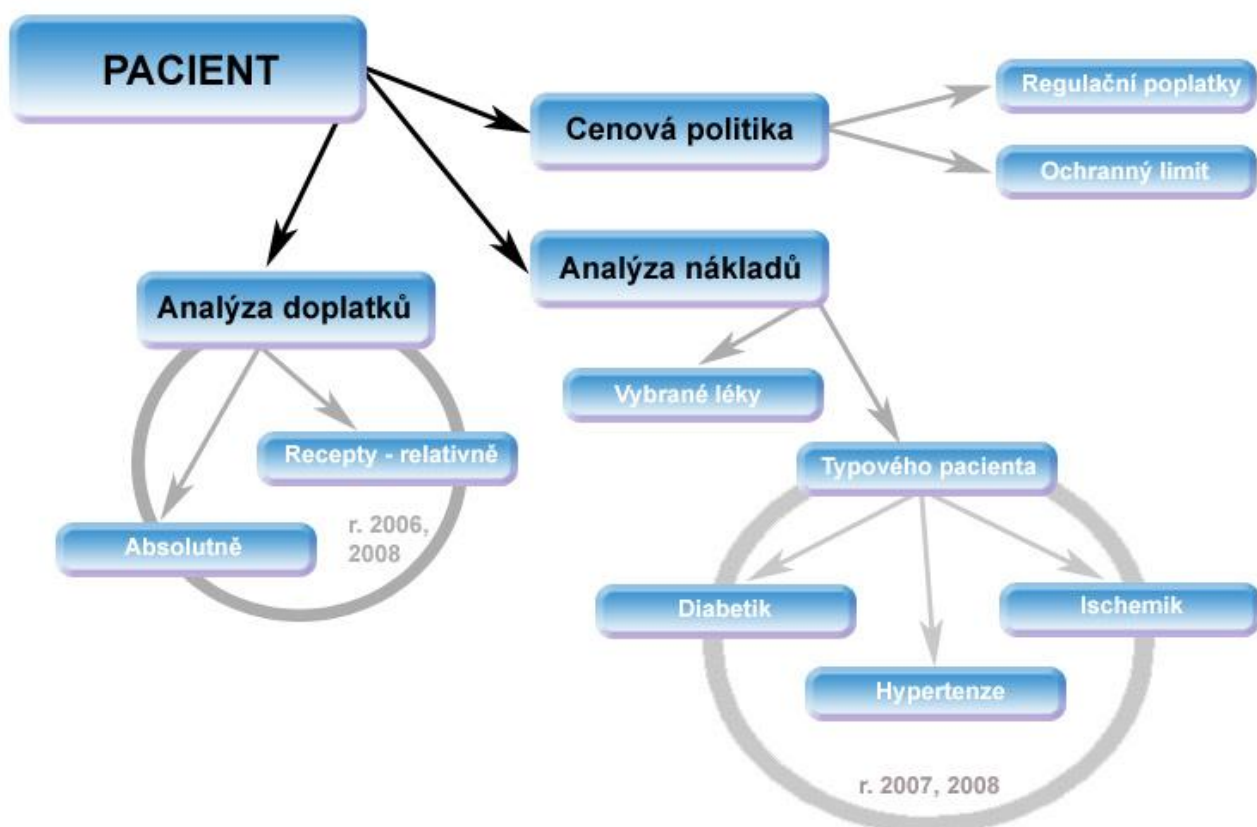 PACIENT
Cenová politika
Regulační poplatky
Ochranný limit
Analýza nákladů
Analýza doplatků
Vybrané léky
Recepty - relativně
Typového pacienta
r. 2006,
2008
Absolutně
Diabetik
Ischemik
Hypertenze
r. 2007, 2008